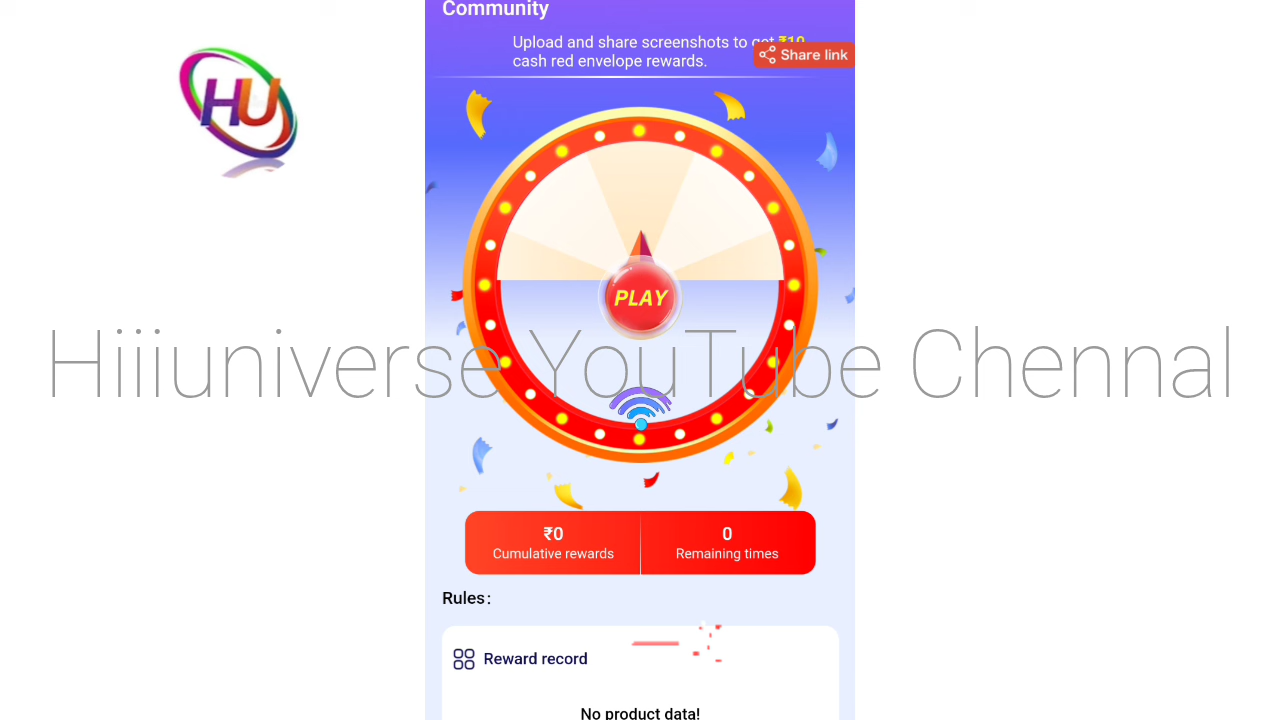 Community
Upload and share screenshots to get ₹10
cash red envelope rewards.
Share link
HU
PLAY
Hiiiuniverse YouTube Chennal
₹0
Cumulative rewards
0
Remaining times
Rules:
Reward record
No product data!